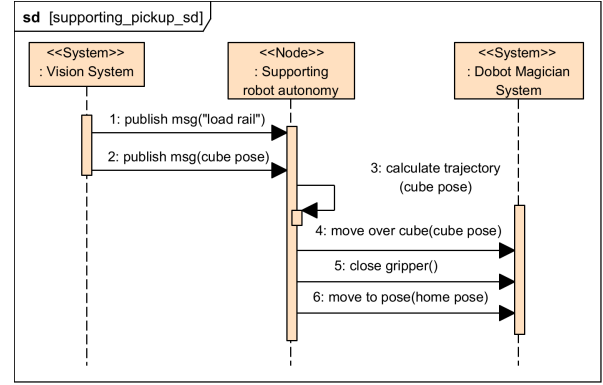 sd [supporting_pickup_sd]
<<System>>
: Vision System
<<Node>>
: Supporting
robot autonomy
<<System>>
: Dobot Magician
System
1: publish msg("load rail")
2: publish msg(cube pose)
3: calculate trajectory
(cube pose)
4: move over cube(cube pose)
5: close gripper()
6: move to pose(home pose)